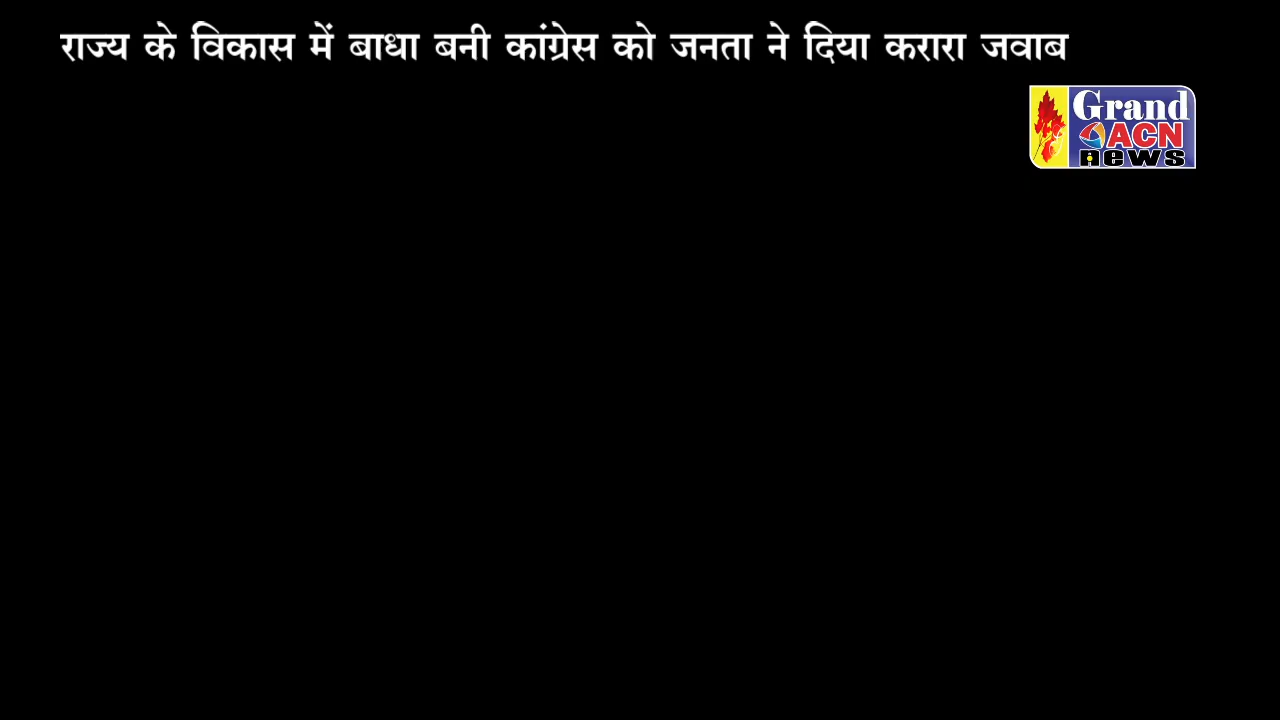 राज्य के विकास में बाधा बनी कांग्रेस को जनता ने दिया करारा जवाब
Grand
ACN
news